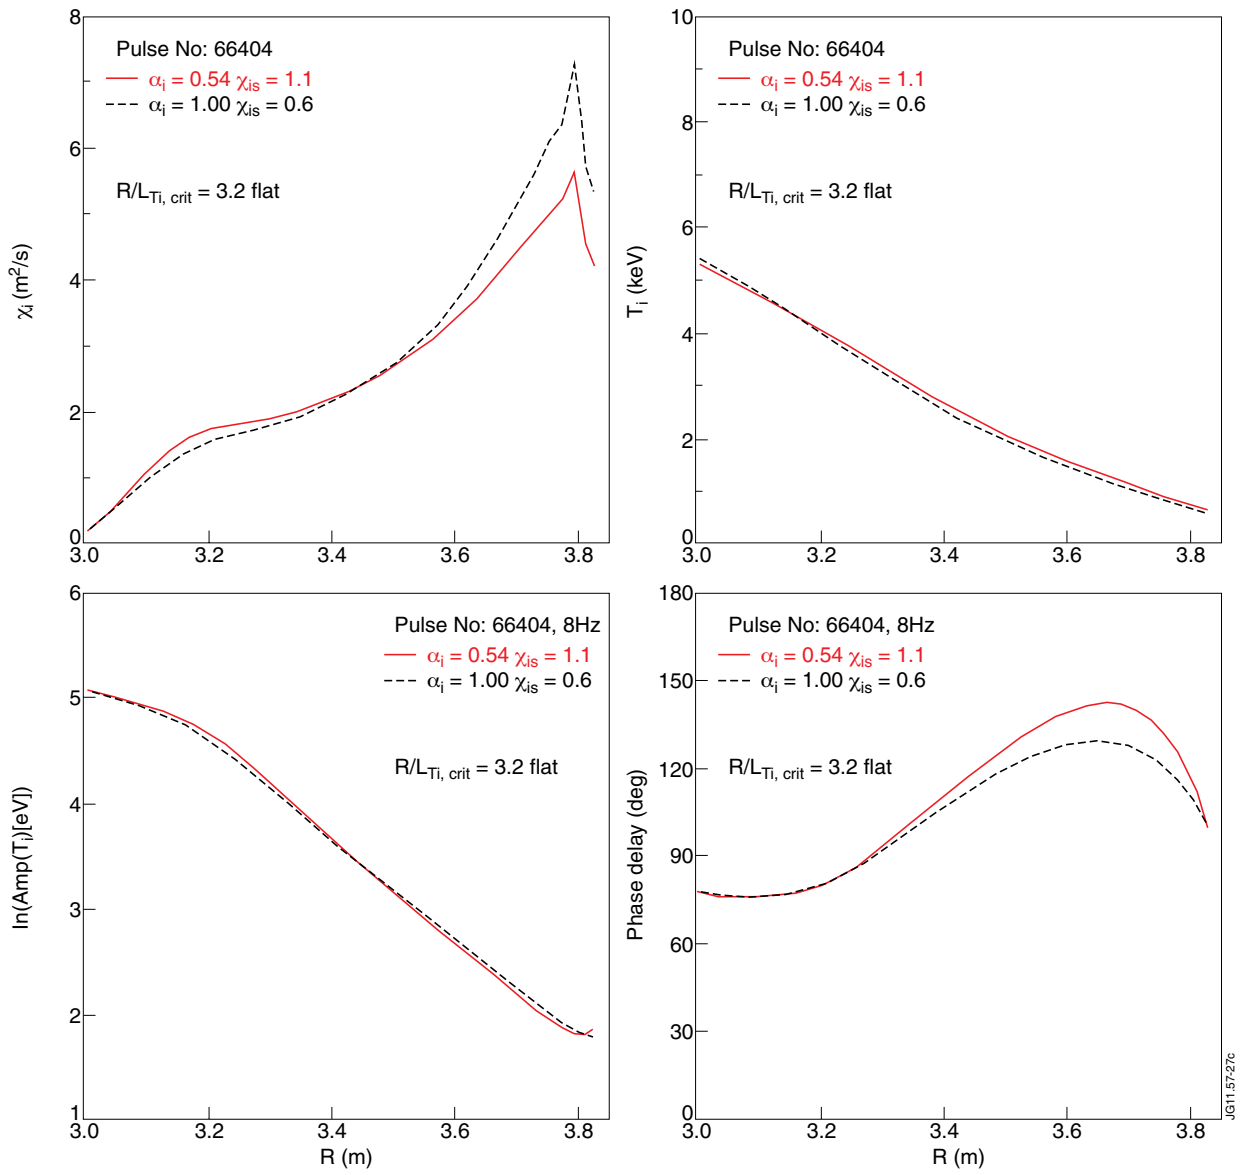 8
6
4
2
0
χi (m2/s)
Pulse No: 66404
αi = 0.54 χis = 1.1
αi = 1.00 χis = 0.6
R/LTi, crit = 3.2 flat
3.0 3.2 3.4 3.6 3.8
10
8
6
4
2
0
Ti (keV)
Pulse No: 66404
αi = 0.54 χis = 1.1
αi = 1.00 χis = 0.6
R/LTi, crit = 3.2 flat
3.0 3.2 3.4 3.6 3.8
6
5
4
3
2
1
ln(Amp(Ti)[eV])
Pulse No: 66404, 8Hz
αi = 0.54 χis = 1.1
αi = 1.00 χis = 0.6
R/LTi, crit = 3.2 flat
3.0 3.2 3.4 3.6 3.8
R (m)
180
150
120
90
60
30
0
Phase delay (deg)
Pulse No: 66404, 8Hz
αi = 0.54 χis = 1.1
αi = 1.00 χis = 0.6
R/LTi, crit = 3.2 flat
3.0 3.2 3.4 3.6 3.8
R (m)
JG11.57-27c